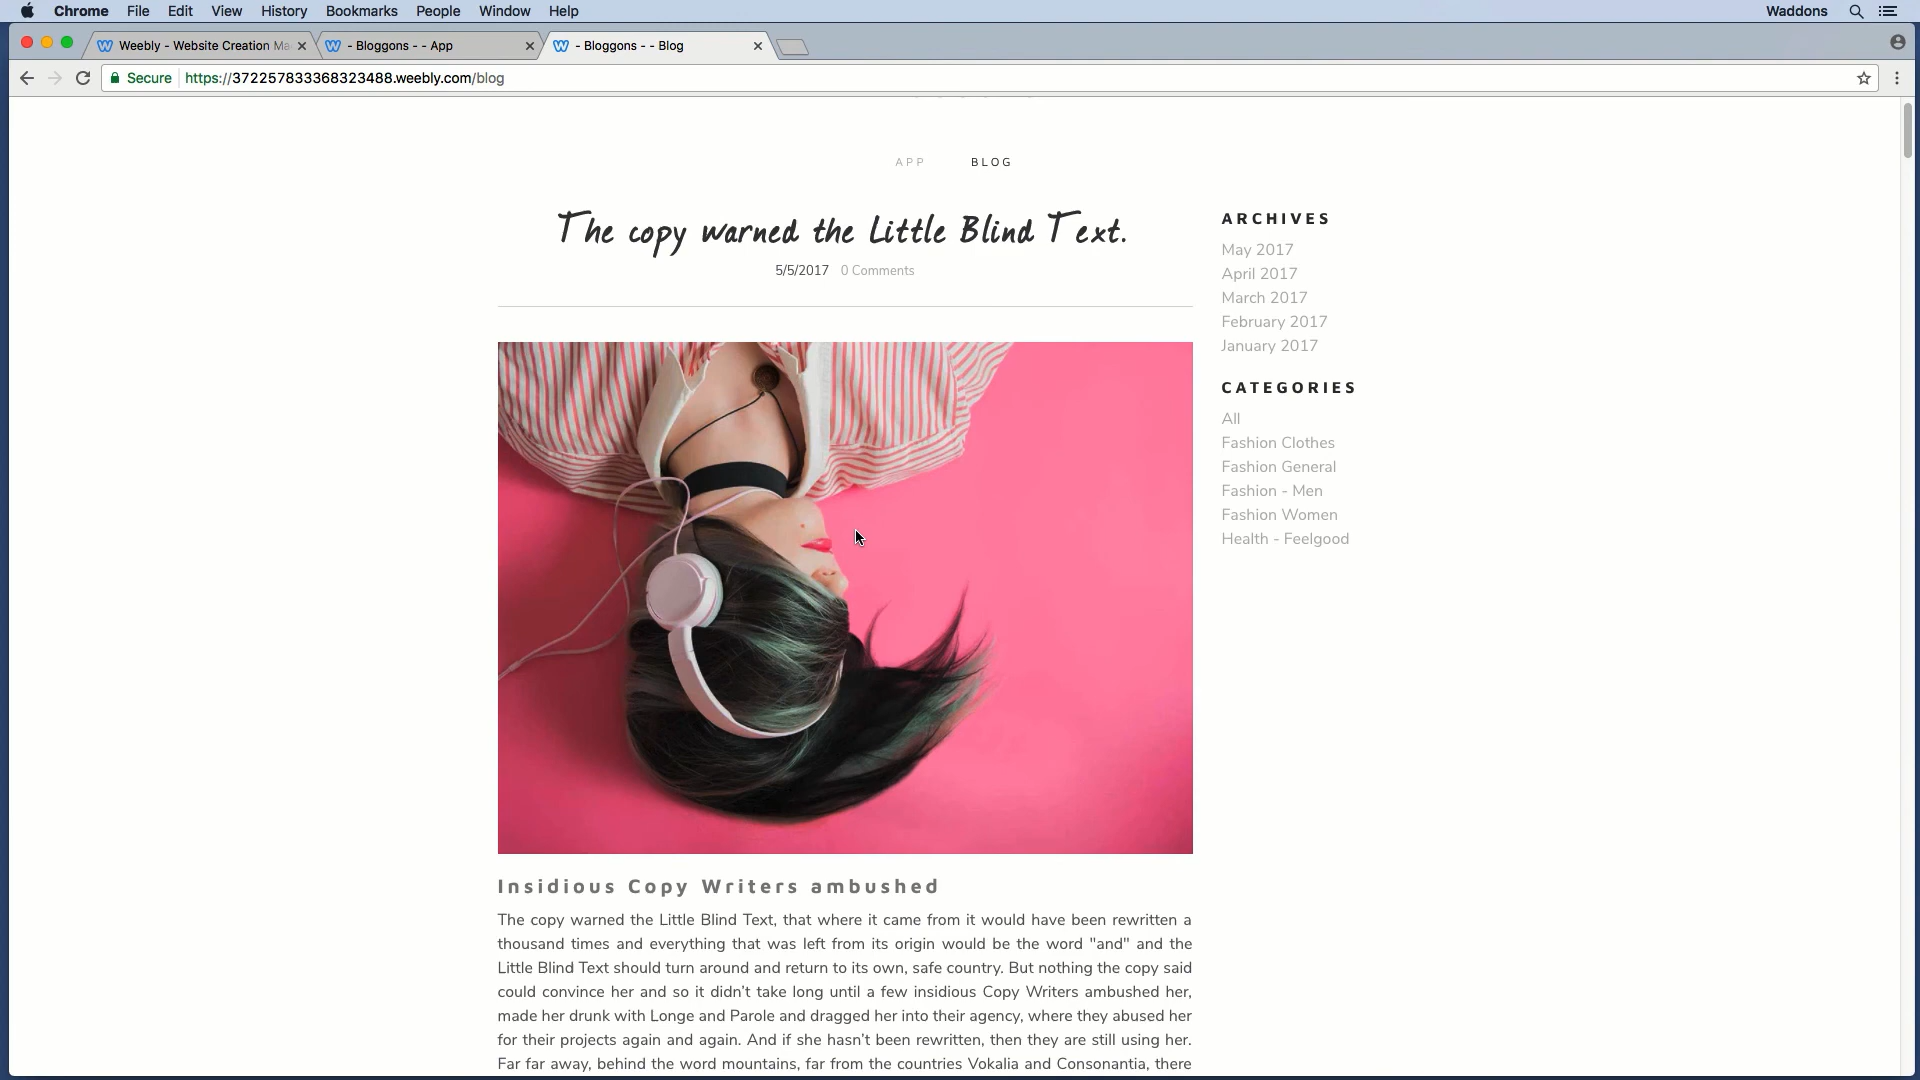 Chrome File Edit View History Bookmarks People Window Help Waddons
Weebly - Website Creation Ma - Bloggons - - App - Bloggons - - Blog
Secure https://372257833368323488.weebly.com/blog
APP BLOG
The copy warned the Little Blind Text.
5/5/2017 0 Comments
ARCHIVES
May 2017
April 2017
March 2017
February 2017
January 2017
CATEGORIES
All
Fashion Clothes
Fashion General
Fashion - Men
Fashion Women
Health - Feelgood
Insidious Copy Writers ambushed
The copy warned the Little Blind Text, that where it came from it would have been rewritten a
thousand times and everything that was left from its origin would be the word "and" and the
Little Blind Text should turn around and return to its own, safe country. But nothing the copy said
could convince her and so it didn't take long until a few insidious Copy Writers ambushed her,
made her drunk with Longe and Parole and dragged her into their agency, where they abused her
for their projects again and again. And if she hasn't been rewritten, then they are still using her.
Far far away, behind the word mountains, far from the countries Vokalia and Consonantia, there